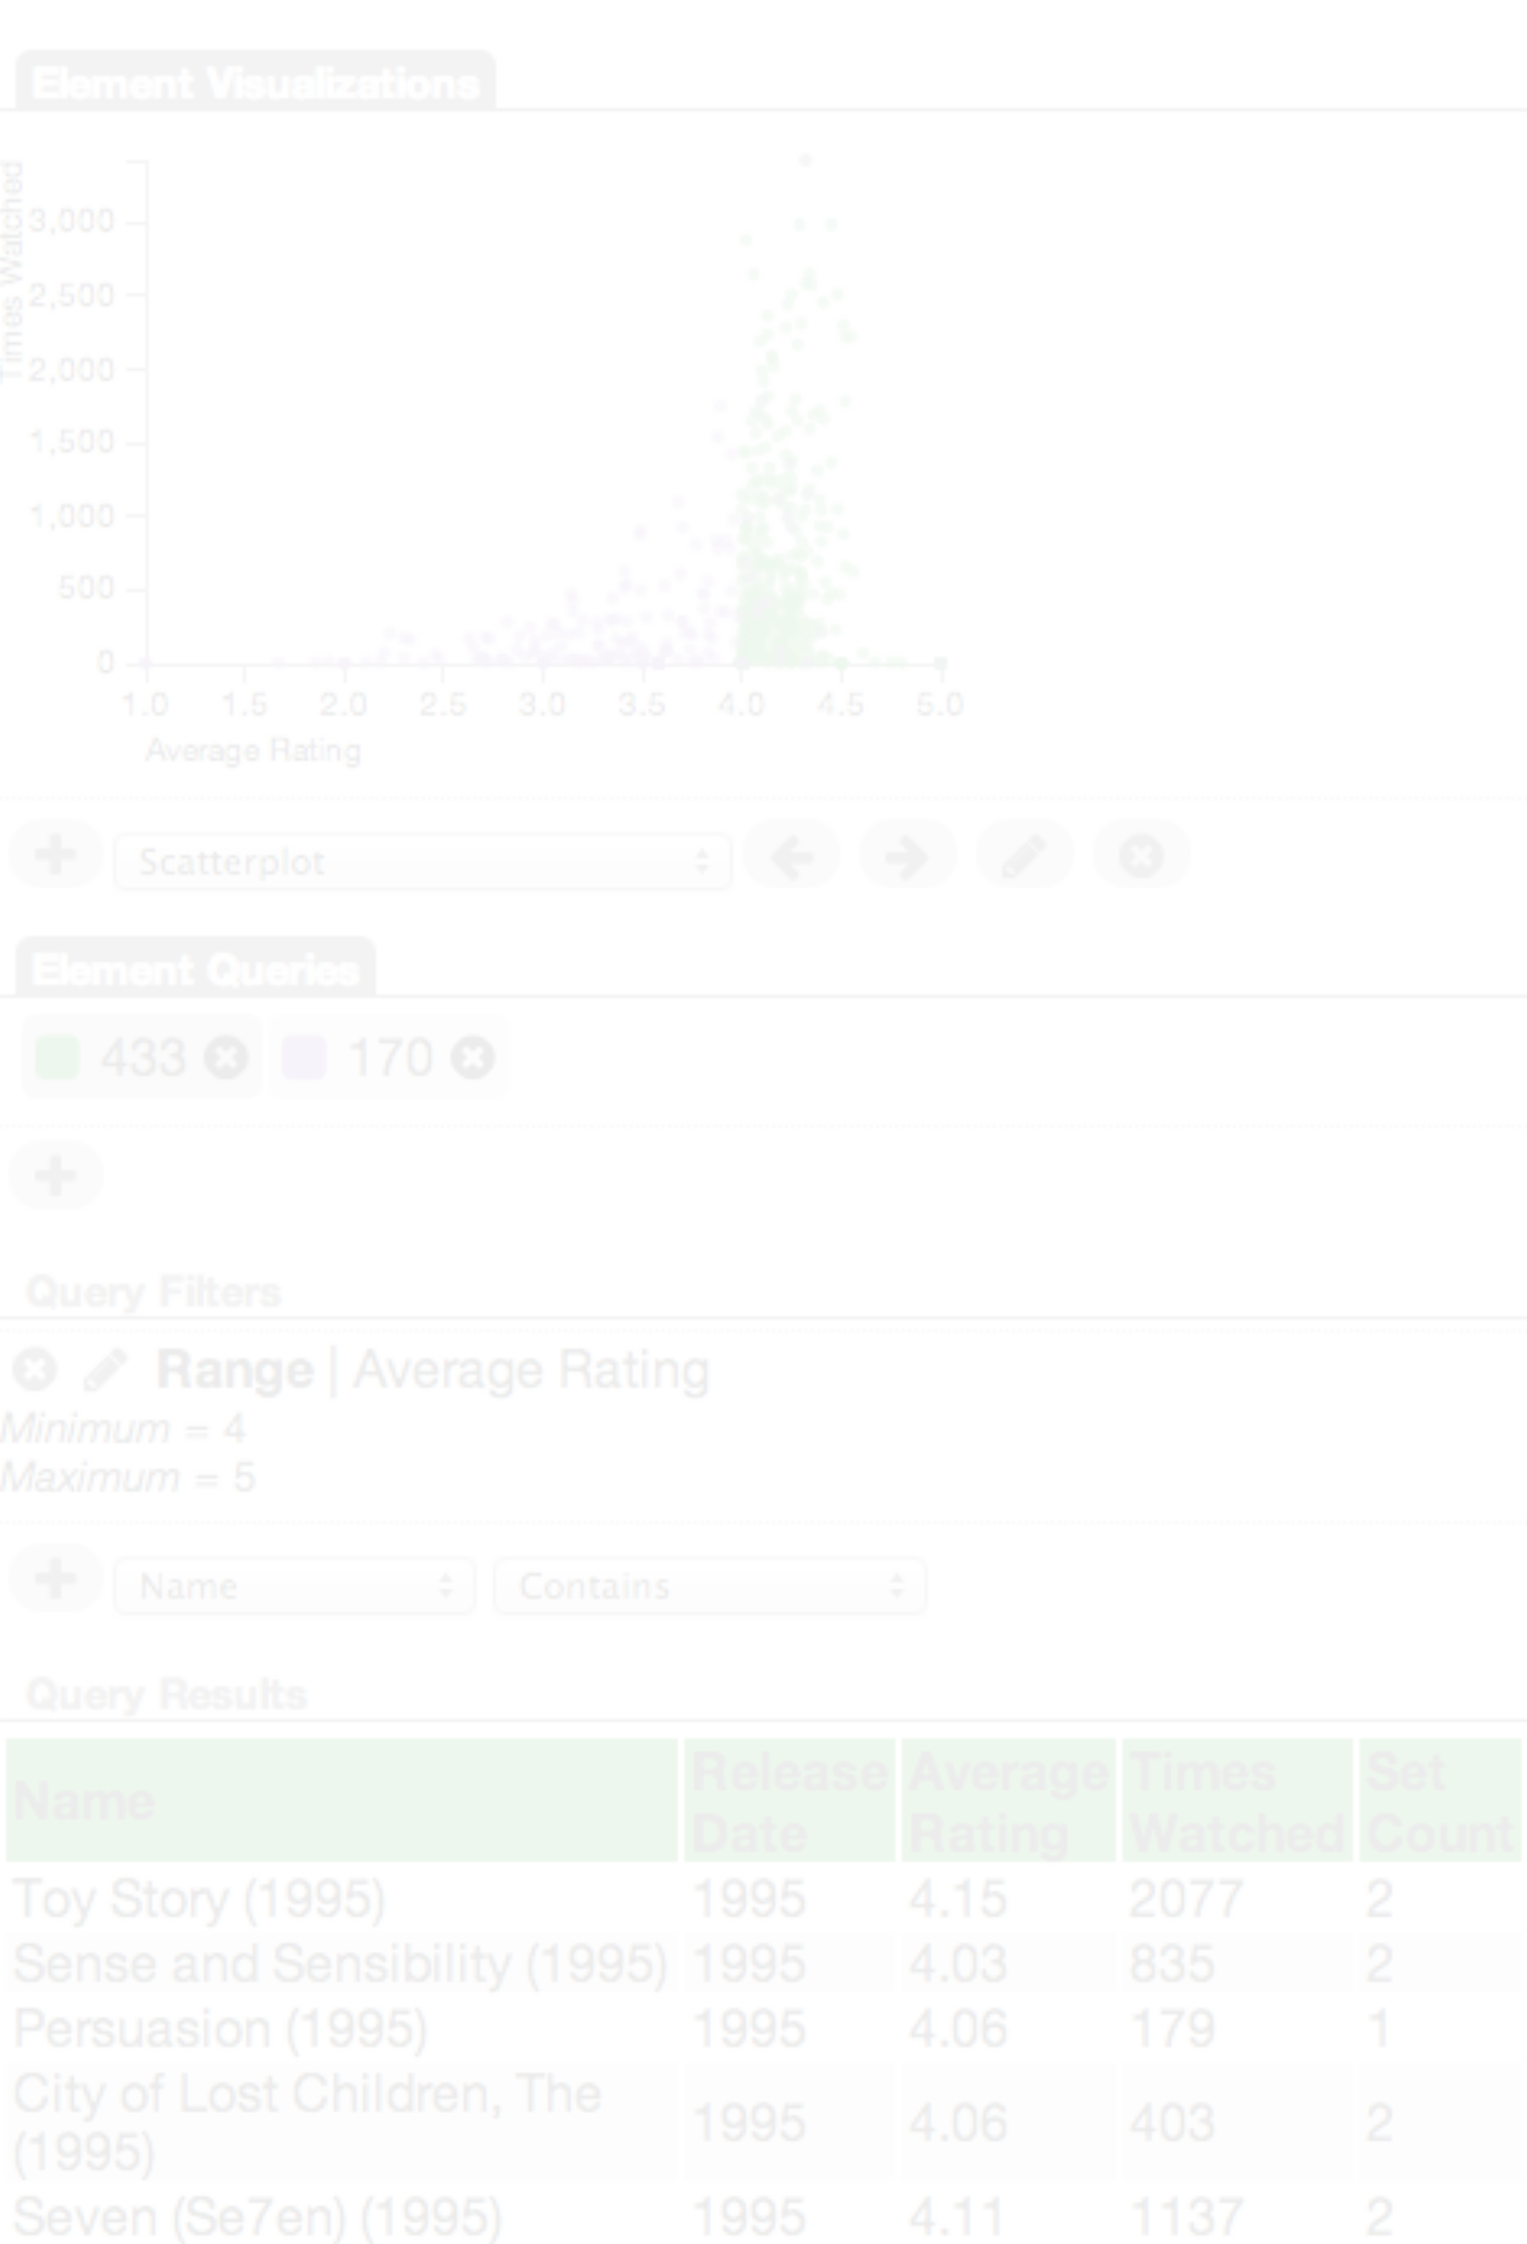 Element Visualizations
Times Watched
3,000
2,500
2,000
1,500
1,000
500
0
1.0 1.5 2.0 2.5 3.0 3.5 4.0 4.5 5.0
Average Rating
Scatterplot
Element Queries
433 170
Query Filters
Range | Average Rating
Minimum = 4
Maximum = 5
Name Contains
Query Results
Name Release Date Average Rating Times Watched Set Count
Toy Story (1995) 1995 4.15 2077 2
Sense and Sensibility (1995) 1995 4.03 835 2
Persuasion (1995) 1995 4.06 179 1
City of Lost Children, The (1995) 1995 4.06 403 2
Seven (Se7en) (1995) 1995 4.11 1137 2